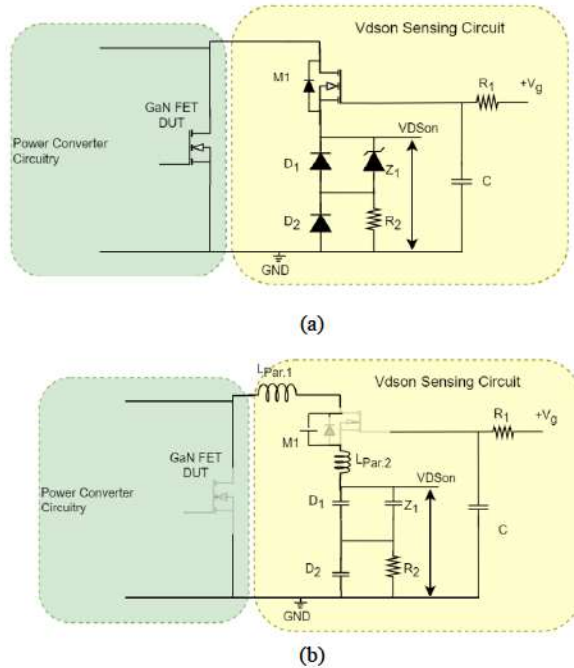 Vdson Sensing Circuit
M1
R1
+Vg
GaN FET
DUT
Power Converter
Circuitry
VDSon
D1
Z1
C
D2
R2
GND
(a)
LPar.1
Vdson Sensing Circuit
M1
R1
+Vg
GaN FET
DUT
LPar.2
Power Converter
Circuitry
VDSon
D1
Z1
C
D2
R2
GND
(b)